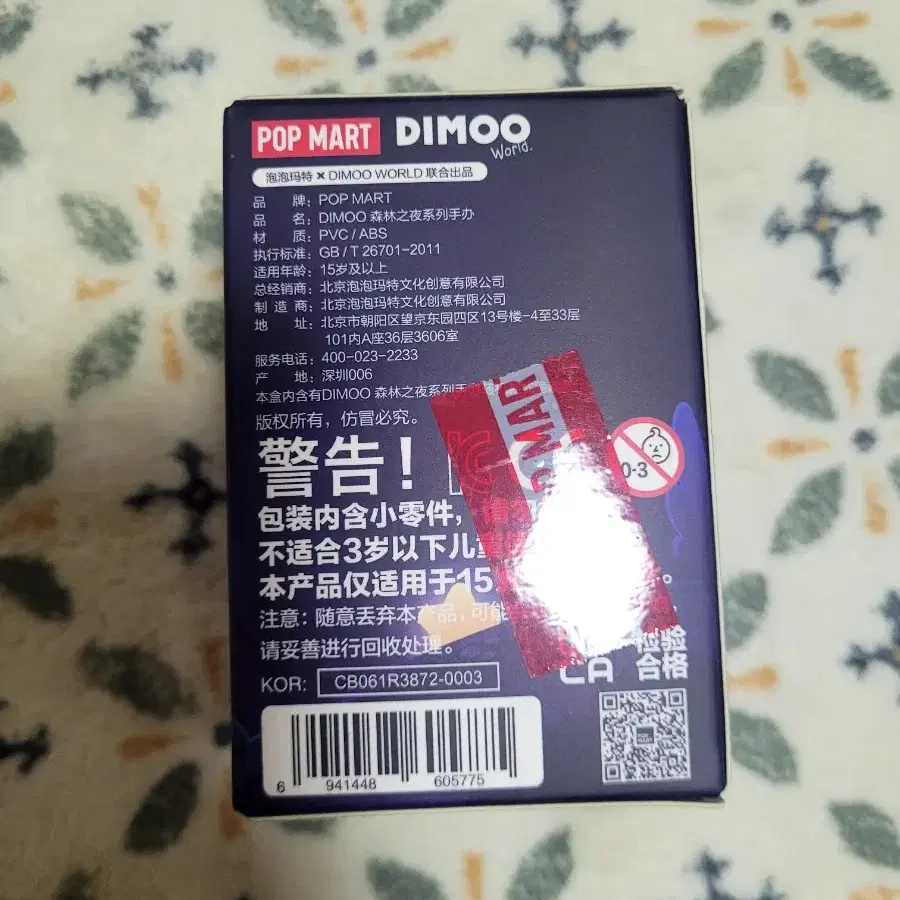 POP MART DIMOO World.
泡泡玛特 × DIMOO WORLD 联合出品
品 牌: POP MART
品 名: DIMOO 森林之夜系列手办
材 质: PVC / ABS
执行标准: GB / T 26701-2011
适用年龄: 15岁及以上
总经销商: 北京泡泡玛特文化创意有限公司
制 造 商: 北京泡泡玛特文化创意有限公司
地 址: 北京市朝阳区望京东园四区13号楼-4至33层
101内A座36层3606室
服务电话: 400-023-2233
产 地: 深圳006
本盒内含有DIMOO 森林之夜系列手
版权所有，仿冒必究。
MAR
警告!
0-3
包装内含小零件，
不适合3岁以下儿
本产品仅适用于15
注意: 随意丢弃本产品，可能
请妥善进行回收处理。
检验
合格
KOR: CB061R3872-0003
6 941448 605775